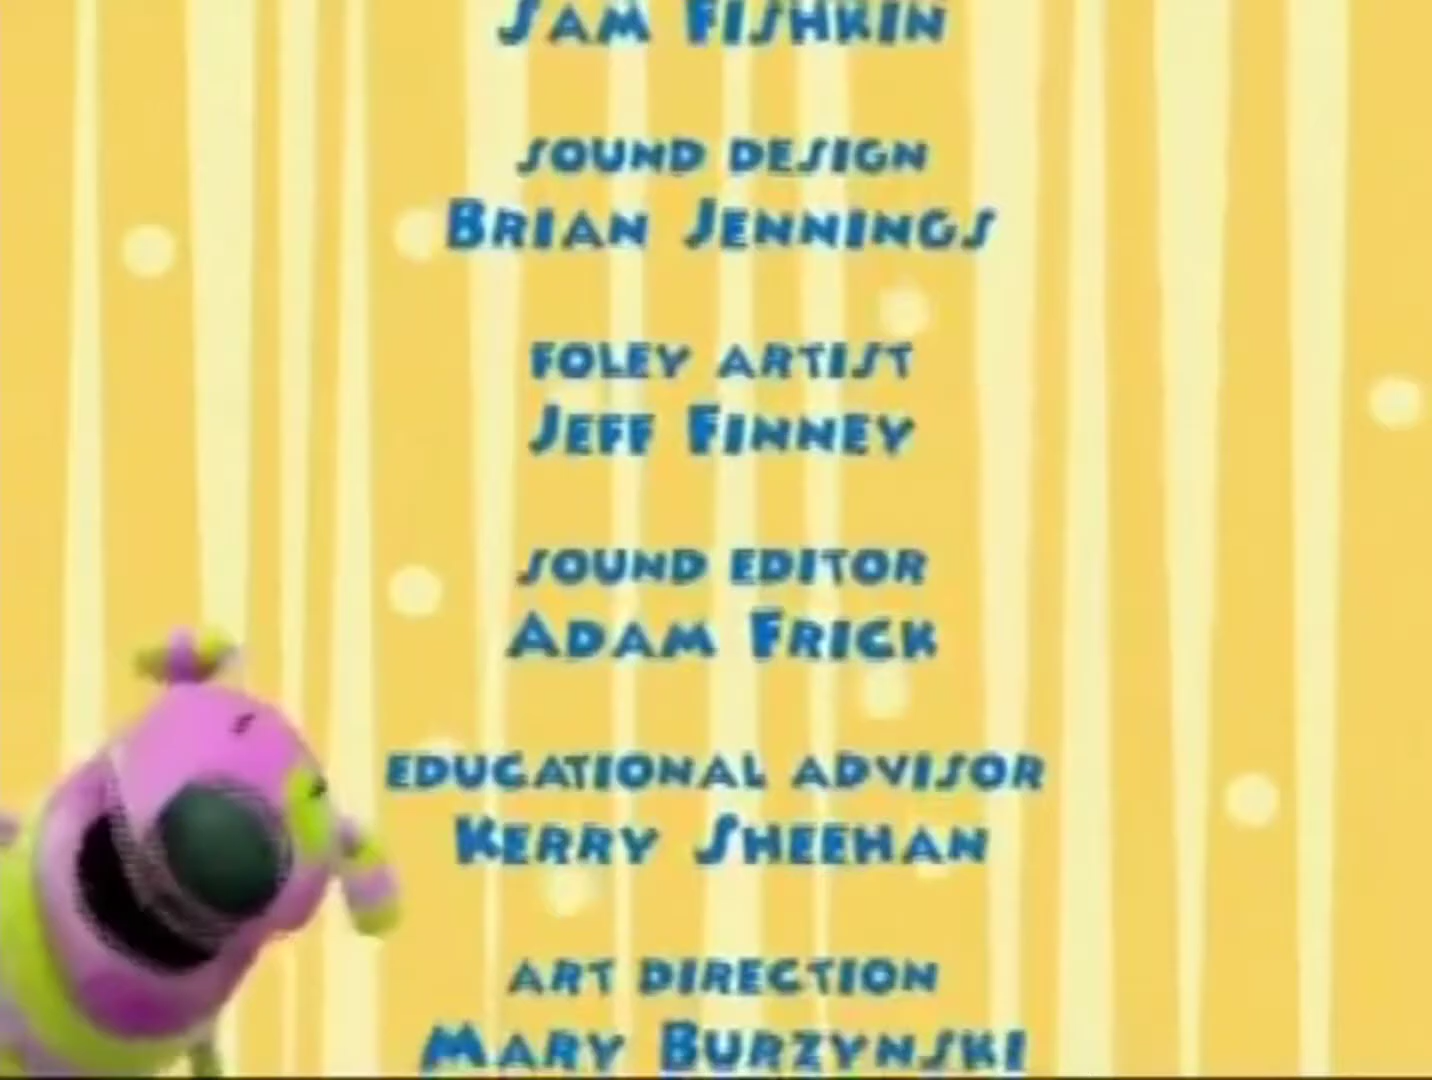 SAM FISHKIN
SOUND DESIGN
BRIAN JENNINGS
FOLEY ARTIST
JEFF FINNEY
SOUND EDITOR
ADAM FRICK
EDUCATIONAL ADVISOR
KERRY SHEEHAN
ART DIRECTION
MARY BURZYNSKI